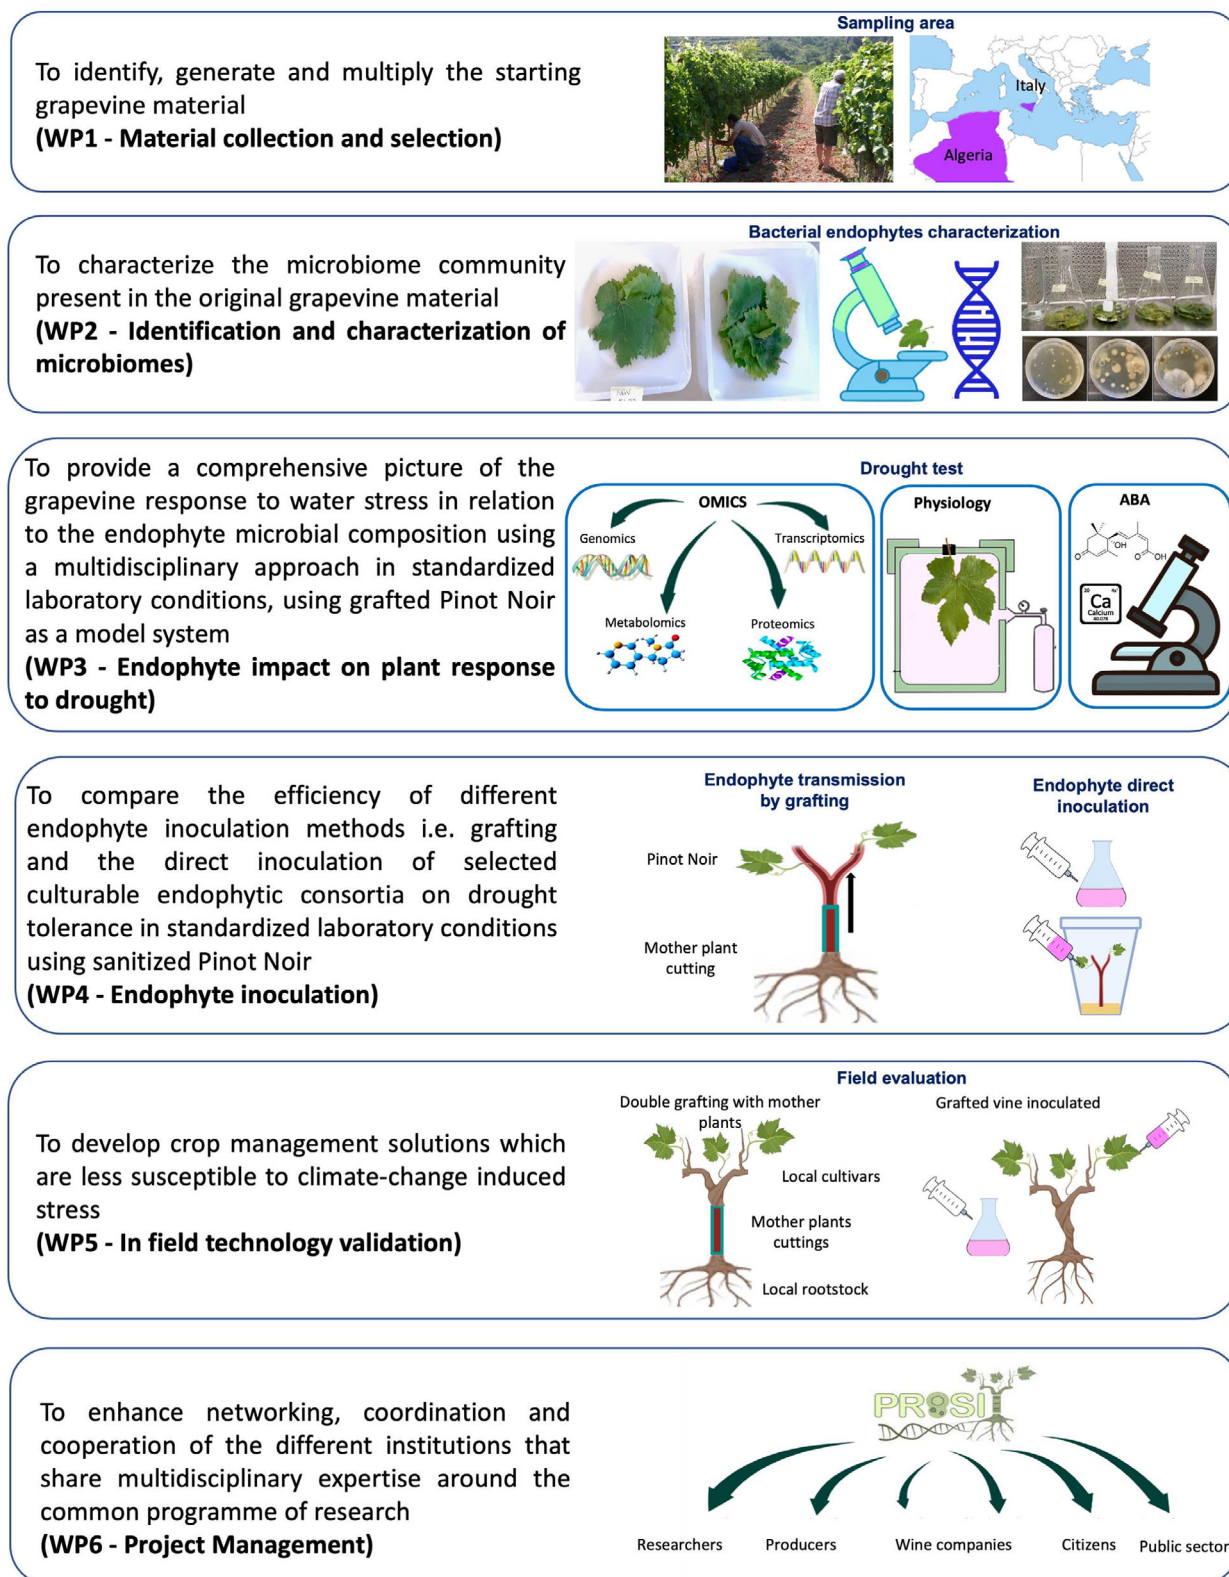 Sampling area
To identify, generate and multiply the starting
grapevine material
(WP1 - Material collection and selection)
Italy
Algeria
Bacterial endophytes characterization
To characterize the microbiome community
present in the original grapevine material
(WP2 - Identification and characterization of
microbiomes)
Drought test
To provide a comprehensive picture of the
grapevine response to water stress in relation
to the endophyte microbial composition using
a multidisciplinary approach in standardized
laboratory conditions, using grafted Pinot Noir
as a model system
(WP3 - Endophyte impact on plant response
to drought)
OMICS
Genomics
Transcriptomics
Metabolomics
Proteomics
Physiology
ABA
OH
O
O
OH
20
Ca
Calcium
40.078
To compare the efficiency of different
endophyte inoculation methods i.e. grafting
and the direct inoculation of selected
culturable endophytic consortia on drought
tolerance in standardized laboratory conditions
using sanitized Pinot Noir
(WP4 - Endophyte inoculation)
Endophyte transmission
by grafting
Pinot Noir
Mother plant
cutting
Endophyte direct
inoculation
Field evaluation
To develop crop management solutions which
are less susceptible to climate-change induced
stress
(WP5 - In field technology validation)
Double grafting with mother
plants
Local cultivars
Mother plants
cuttings
Local rootstock
Grafted vine inoculated
To enhance networking, coordination and
cooperation of the different institutions that
share multidisciplinary expertise around the
common programme of research
(WP6 - Project Management)
PROSIT
Researchers
Producers
Wine companies
Citizens
Public sector